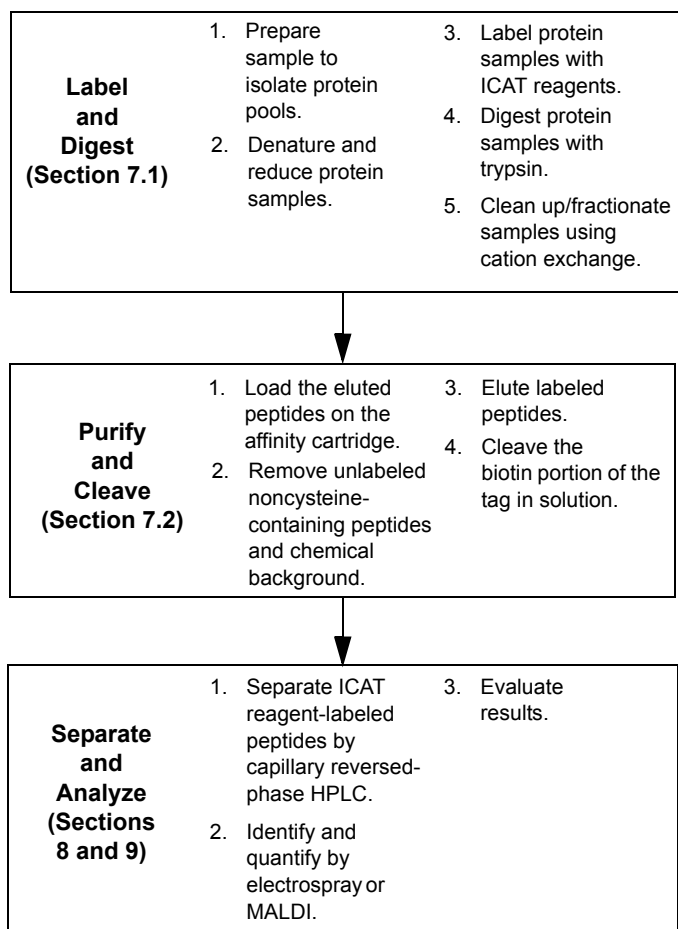 Label
and
Digest
(Section 7.1)
1. Prepare
sample to
isolate protein
pools.
2. Denature and
reduce protein
samples.
3. Label protein
samples with
ICAT reagents.
4. Digest protein
samples with
trypsin.
5. Clean up/fractionate
samples using
cation exchange.
Purify
and
Cleave
(Section 7.2)
1. Load the eluted
peptides on the
affinity cartridge.
2. Remove unlabeled
noncysteine-
containing peptides
and chemical
background.
3. Elute labeled
peptides.
4. Cleave the
biotin portion of the
tag in solution.
Separate
and
Analyze
(Sections
8 and 9)
1. Separate ICAT
reagent-labeled
peptides by
capillary reversed-
phase HPLC.
2. Identify and
quantify by
electrospray or
MALDI.
3. Evaluate
results.